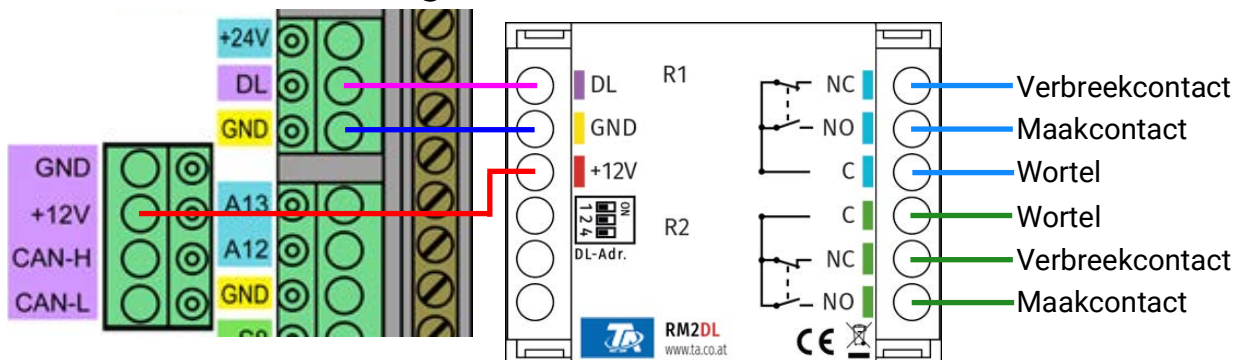 +24V
DL
GND
GND
+12V
CAN-H
CAN-L
A13
A12
GND
DL
GND
+12V
ON
1 2 4
DL-Adr.
R1
R2
NC
NO
C
C
NC
NO
TA
RM2DL
www.ta.co.at
CE
Verbreekcontact
Maakcontact
Wortel
Wortel
Verbreekcontact
Maakcontact